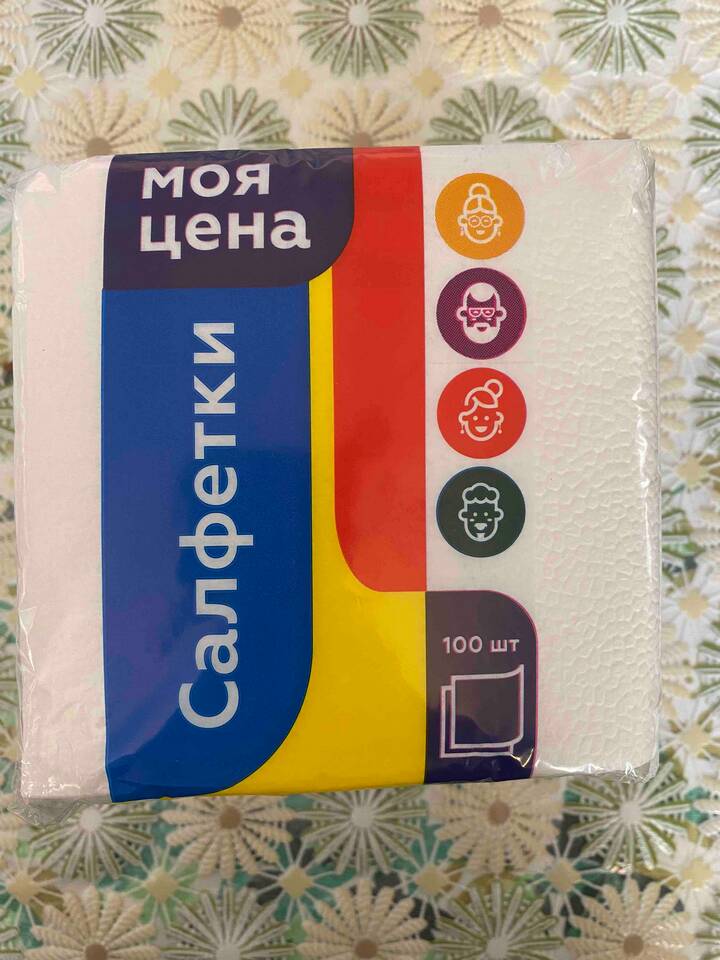 моя
цена
Салфетки
100 шт